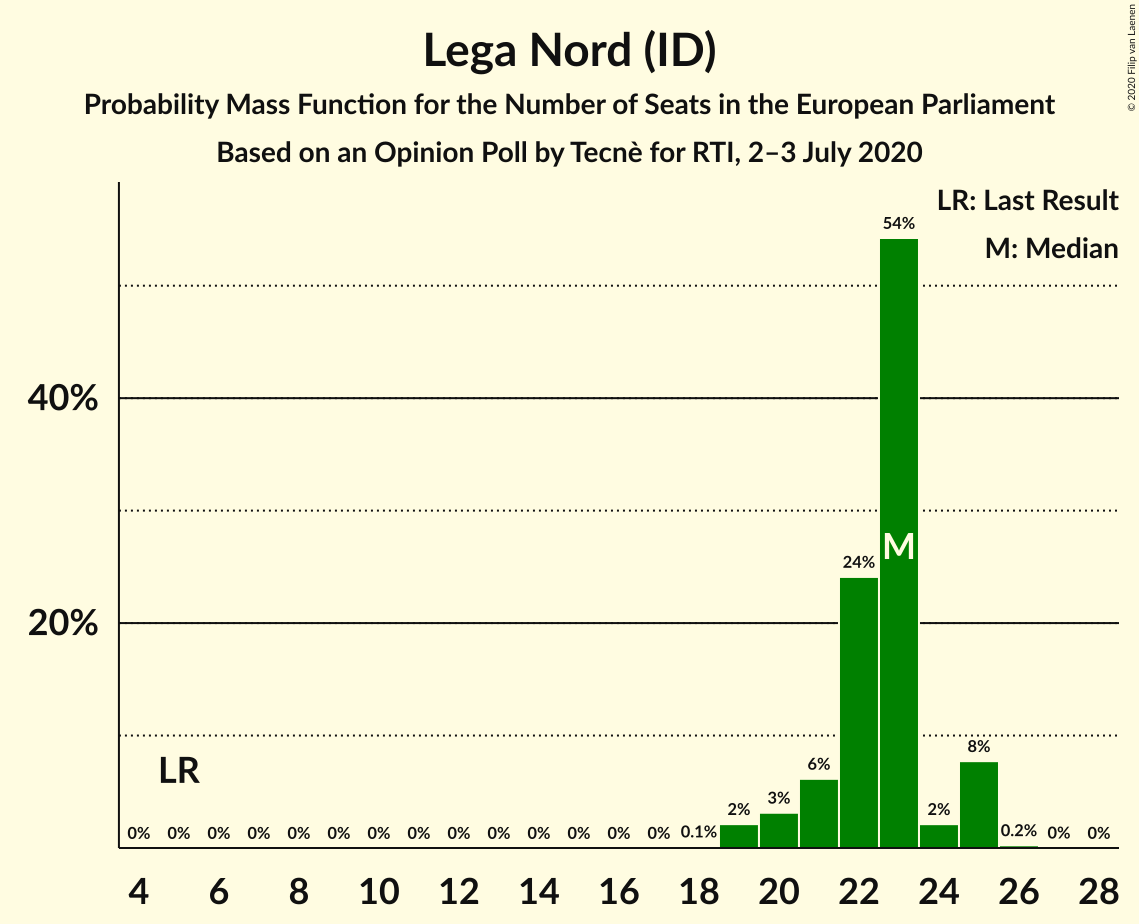 Lega Nord (ID)
Probability Mass Function for the Number of Seats in the European Parliament
Based on an Opinion Poll by Tecnè for RTI, 2–3 July 2020
© 2020 Filip van Laenen
LR: Last Result
M: Median
54%
40%
M
24%
20%
LR
8%
6%
0% 0% 0% 0% 0% 0% 0% 0% 0% 0% 0% 0% 0% 0% 0.1% 2% 3% 2% 0.2% 0% 0%
4 6 8 10 12 14 16 18 20 22 24 26 28